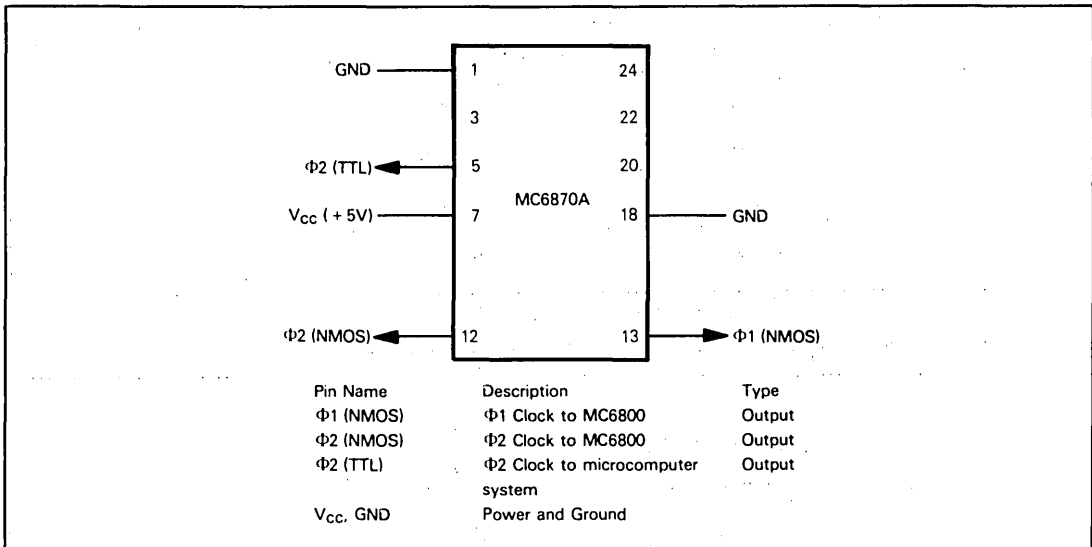 GND 1 24
3 22
Φ2 (TTL) 5 20
MC6870A
VCC (+5V) 7 18 GND
Φ2 (NMOS) 12 13 Φ1 (NMOS)
Pin Name Description Type
Φ1 (NMOS) Φ1 Clock to MC6800 Output
Φ2 (NMOS) Φ2 Clock to MC6800 Output
Φ2 (TTL) Φ2 Clock to microcomputer Output
system
VCC, GND Power and Ground